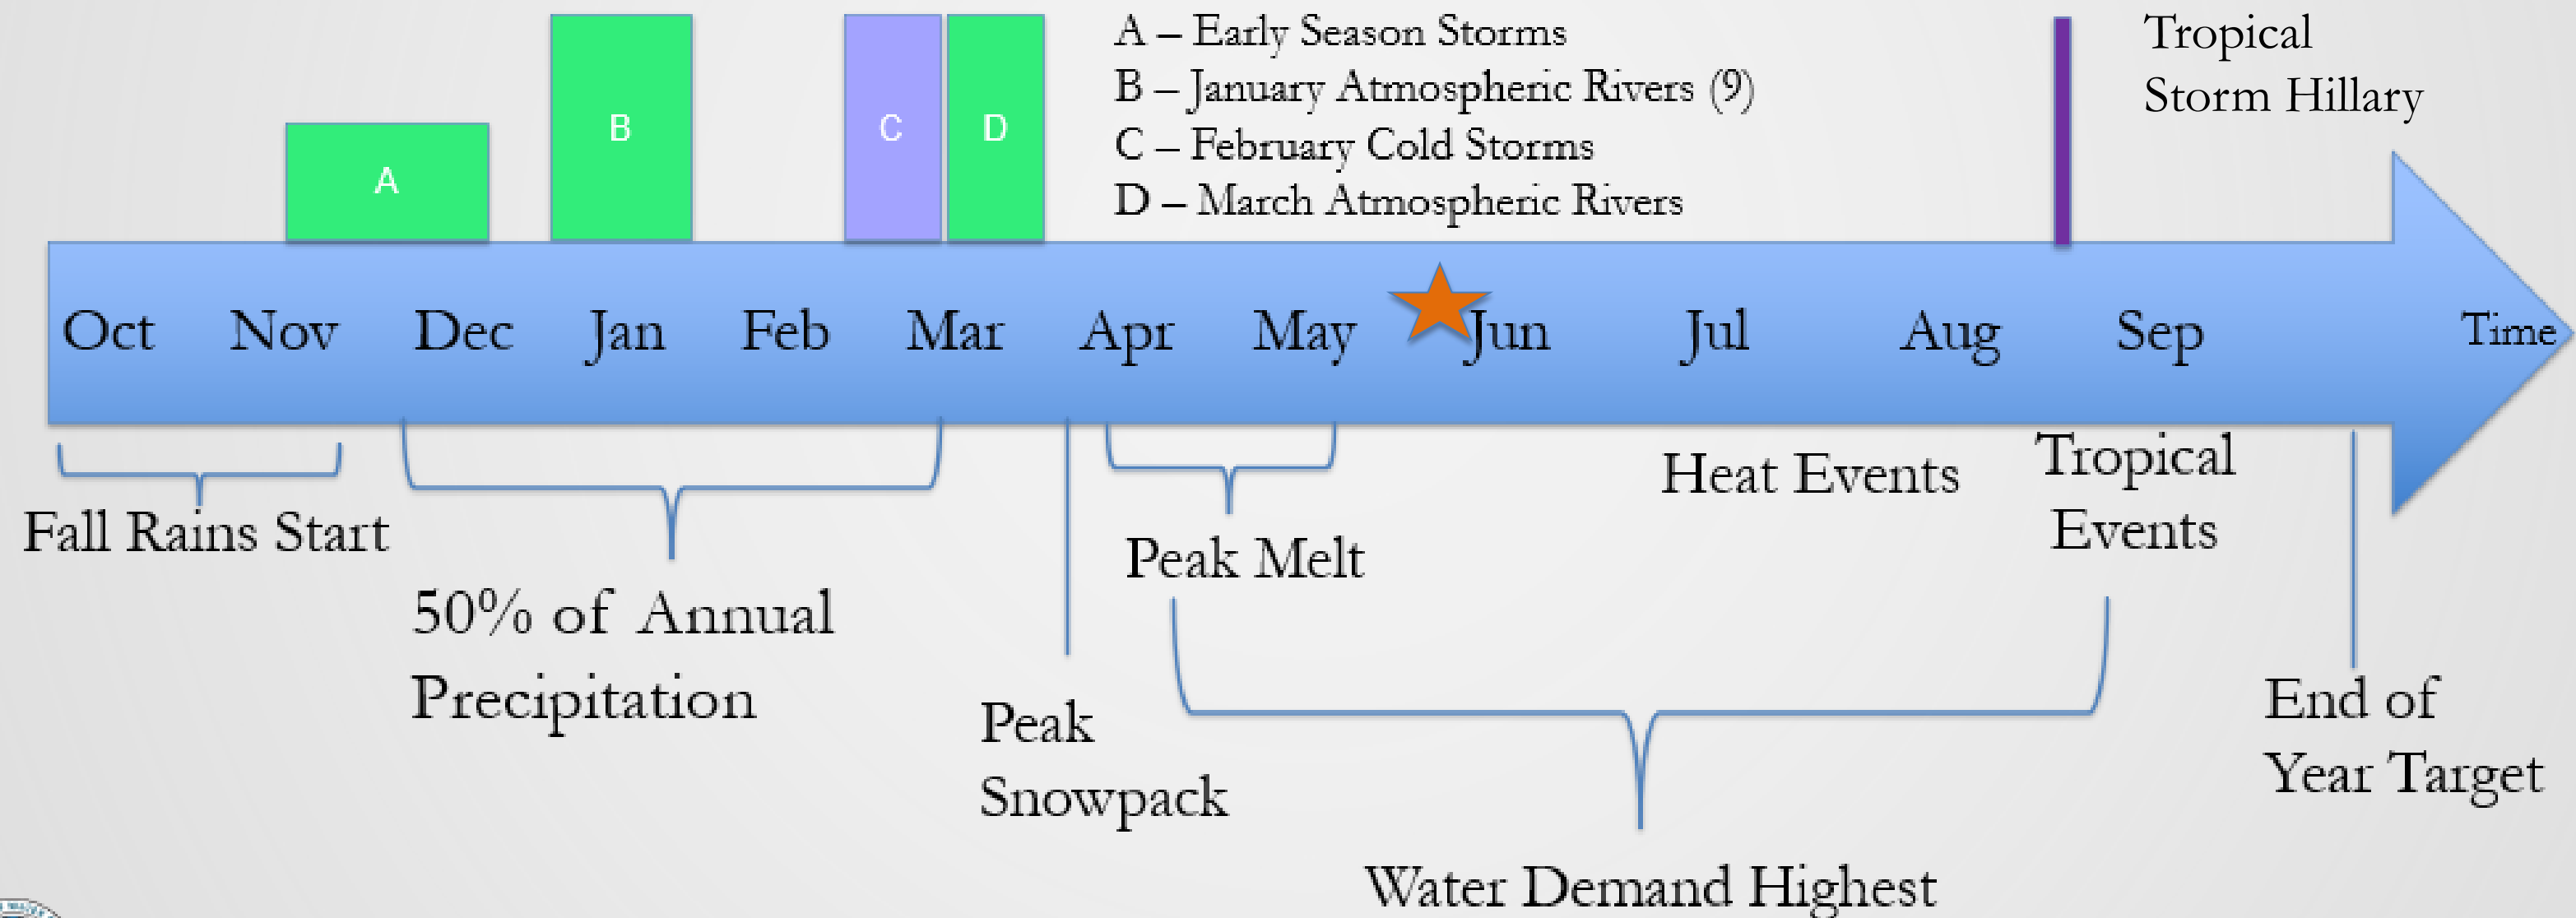 A – Early Season Storms
B – January Atmospheric Rivers (9)
C – February Cold Storms
D – March Atmospheric Rivers
Tropical
Storm Hillary
A
B
C
D
Oct Nov Dec Jan Feb Mar Apr May Jun Jul Aug Sep Time
Fall Rains Start
50% of Annual
Precipitation
Peak
Snowpack
Peak Melt
Heat Events
Tropical
Events
Water Demand Highest
End of
Year Target